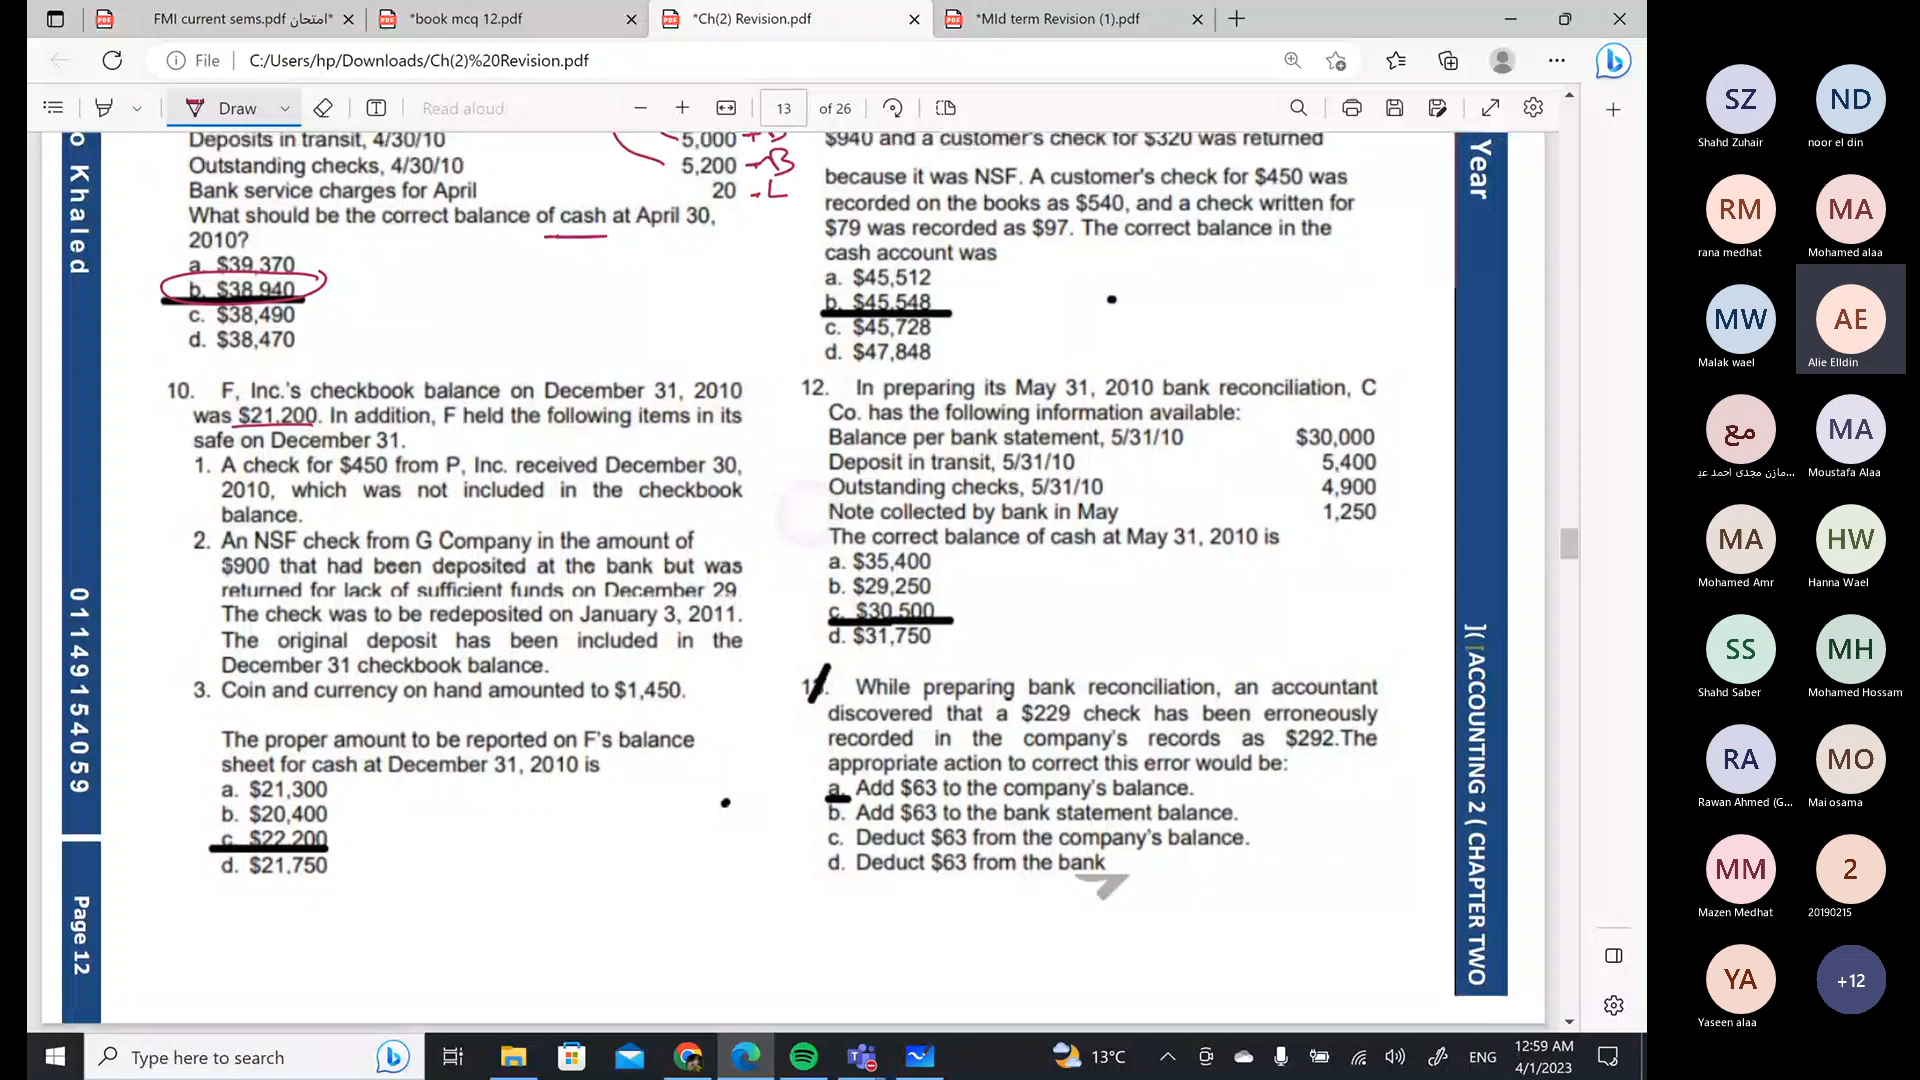 FMI current sems.pdf امتحان*
*book mcq 12.pdf
*Ch(2) Revision.pdf
*MId term Revision (1).pdf
File
C:/Users/hp/Downloads/Ch(2)%20Revision.pdf
Draw
Read aloud
13
of 26
o Khaled
01149154059
Page 12
Deposits in transit, 4/30/10 5,000
Outstanding checks, 4/30/10 5,200 - B
Bank service charges for April 20 - L
What should be the correct balance of cash at April 30,
2010?
a. $39,370
b. $38,940
c. $38,490
d. $38,470
10. F, Inc.'s checkbook balance on December 31, 2010
was $21,200. In addition, F held the following items in its
safe on December 31.
1. A check for $450 from P, Inc. received December 30,
2010, which was not included in the checkbook
balance.
2. An NSF check from G Company in the amount of
$900 that had been deposited at the bank but was
returned for lack of sufficient funds on December 29.
The check was to be redeposited on January 3, 2011.
The original deposit has been included in the
December 31 checkbook balance.
3. Coin and currency on hand amounted to $1,450.
The proper amount to be reported on F's balance
sheet for cash at December 31, 2010 is
a. $21,300
b. $20,400
c. $22,200
d. $21,750
$940 and a customer's check for $320 was returned
because it was NSF. A customer's check for $450 was
recorded on the books as $540, and a check written for
$79 was recorded as $97. The correct balance in the
cash account was
a. $45,512
b. $45,548
c. $45,728
d. $47,848
12. In preparing its May 31, 2010 bank reconciliation, C
Co. has the following information available:
Balance per bank statement, 5/31/10 $30,000
Deposit in transit, 5/31/10 5,400
Outstanding checks, 5/31/10 4,900
Note collected by bank in May 1,250
The correct balance of cash at May 31, 2010 is
a. $35,400
b. $29,250
c. $30,500
d. $31,750
13. While preparing bank reconciliation, an accountant
discovered that a $229 check has been erroneously
recorded in the company's records as $292.The
appropriate action to correct this error would be:
a. Add $63 to the company's balance.
b. Add $63 to the bank statement balance.
c. Deduct $63 from the company's balance.
d. Deduct $63 from the bank
Year
]( [ACCOUNTING 2 ( CHAPTER TWO
SZ
Shahd Zuhair
ND
noor el din
RM
rana medhat
MA
Mohamed alaa
MW
Malak wael
AE
Alie Elldin
مع
مازن مجدى احمد عبد...
MA
Moustafa Alaa
MA
Mohamed Amr
HW
Hanna Wael
SS
Shahd Saber
MH
Mohamed Hossam
RA
Rawan Ahmed (G...
MO
Mai osama
MM
Mazen Medhat
2
20190215
YA
Yaseen alaa
+12
Type here to search
13°C
ENG
12:59 AM
4/1/2023